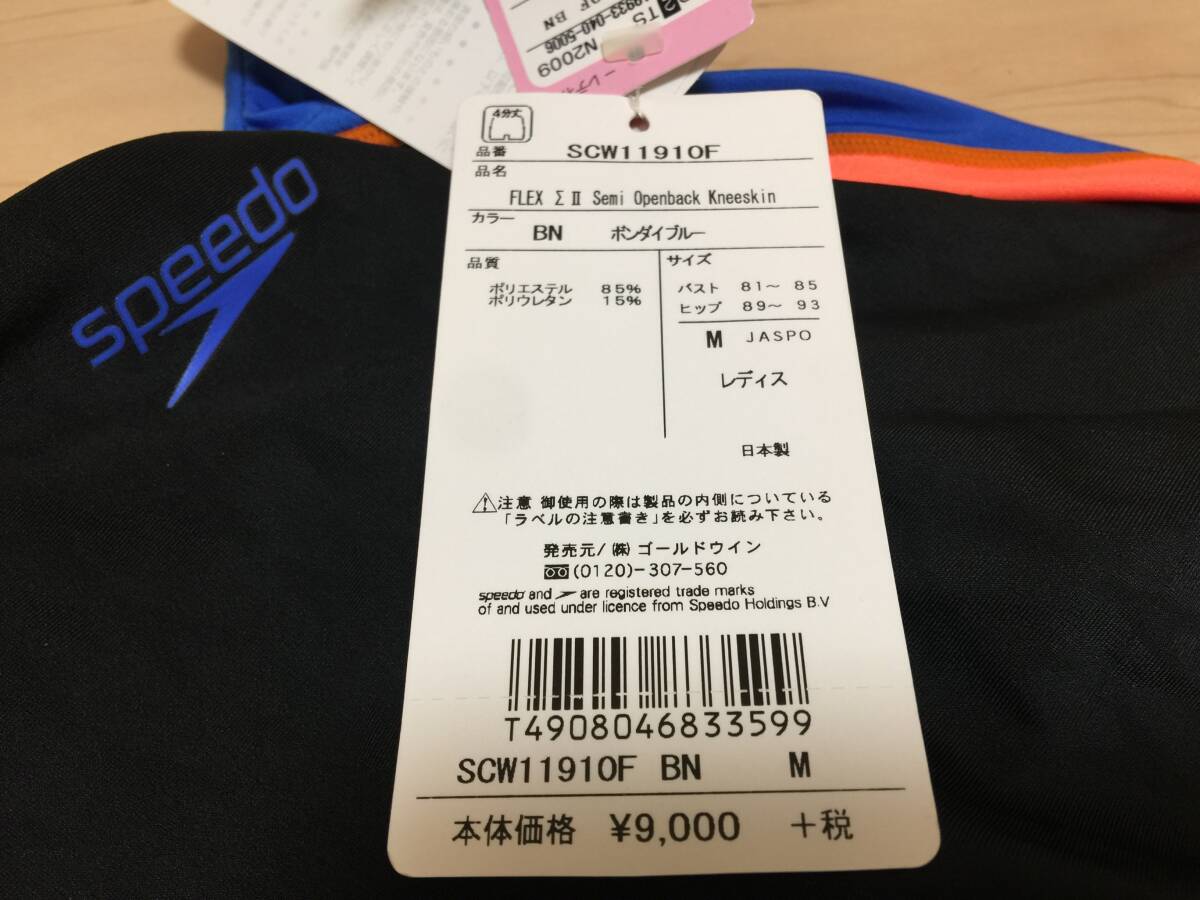 TS
19933-040-5006
N2009
BN
speedo
4分丈
品番 SCW11910F
品名
FLEX Σ Ⅱ Semi Openback Kneeskin
カラー
BN ボンダイブルー
品質
ポリエステル 85%
ポリウレタン 15%
サイズ
バスト 81〜 85
ヒップ 89〜 93
M JASPO
レディス
日本製
⚠注意 御使用の際は製品の内側についている
「ラベルの注意書き」を必ずお読み下さい。
発売元/ ㈱ ゴールドウイン
(0120)-307-560
speedo and are registered trade marks
of and used under licence from Speedo Holdings B.V
T4908046833599
SCW11910F BN M
本体価格 ¥9,000 +税